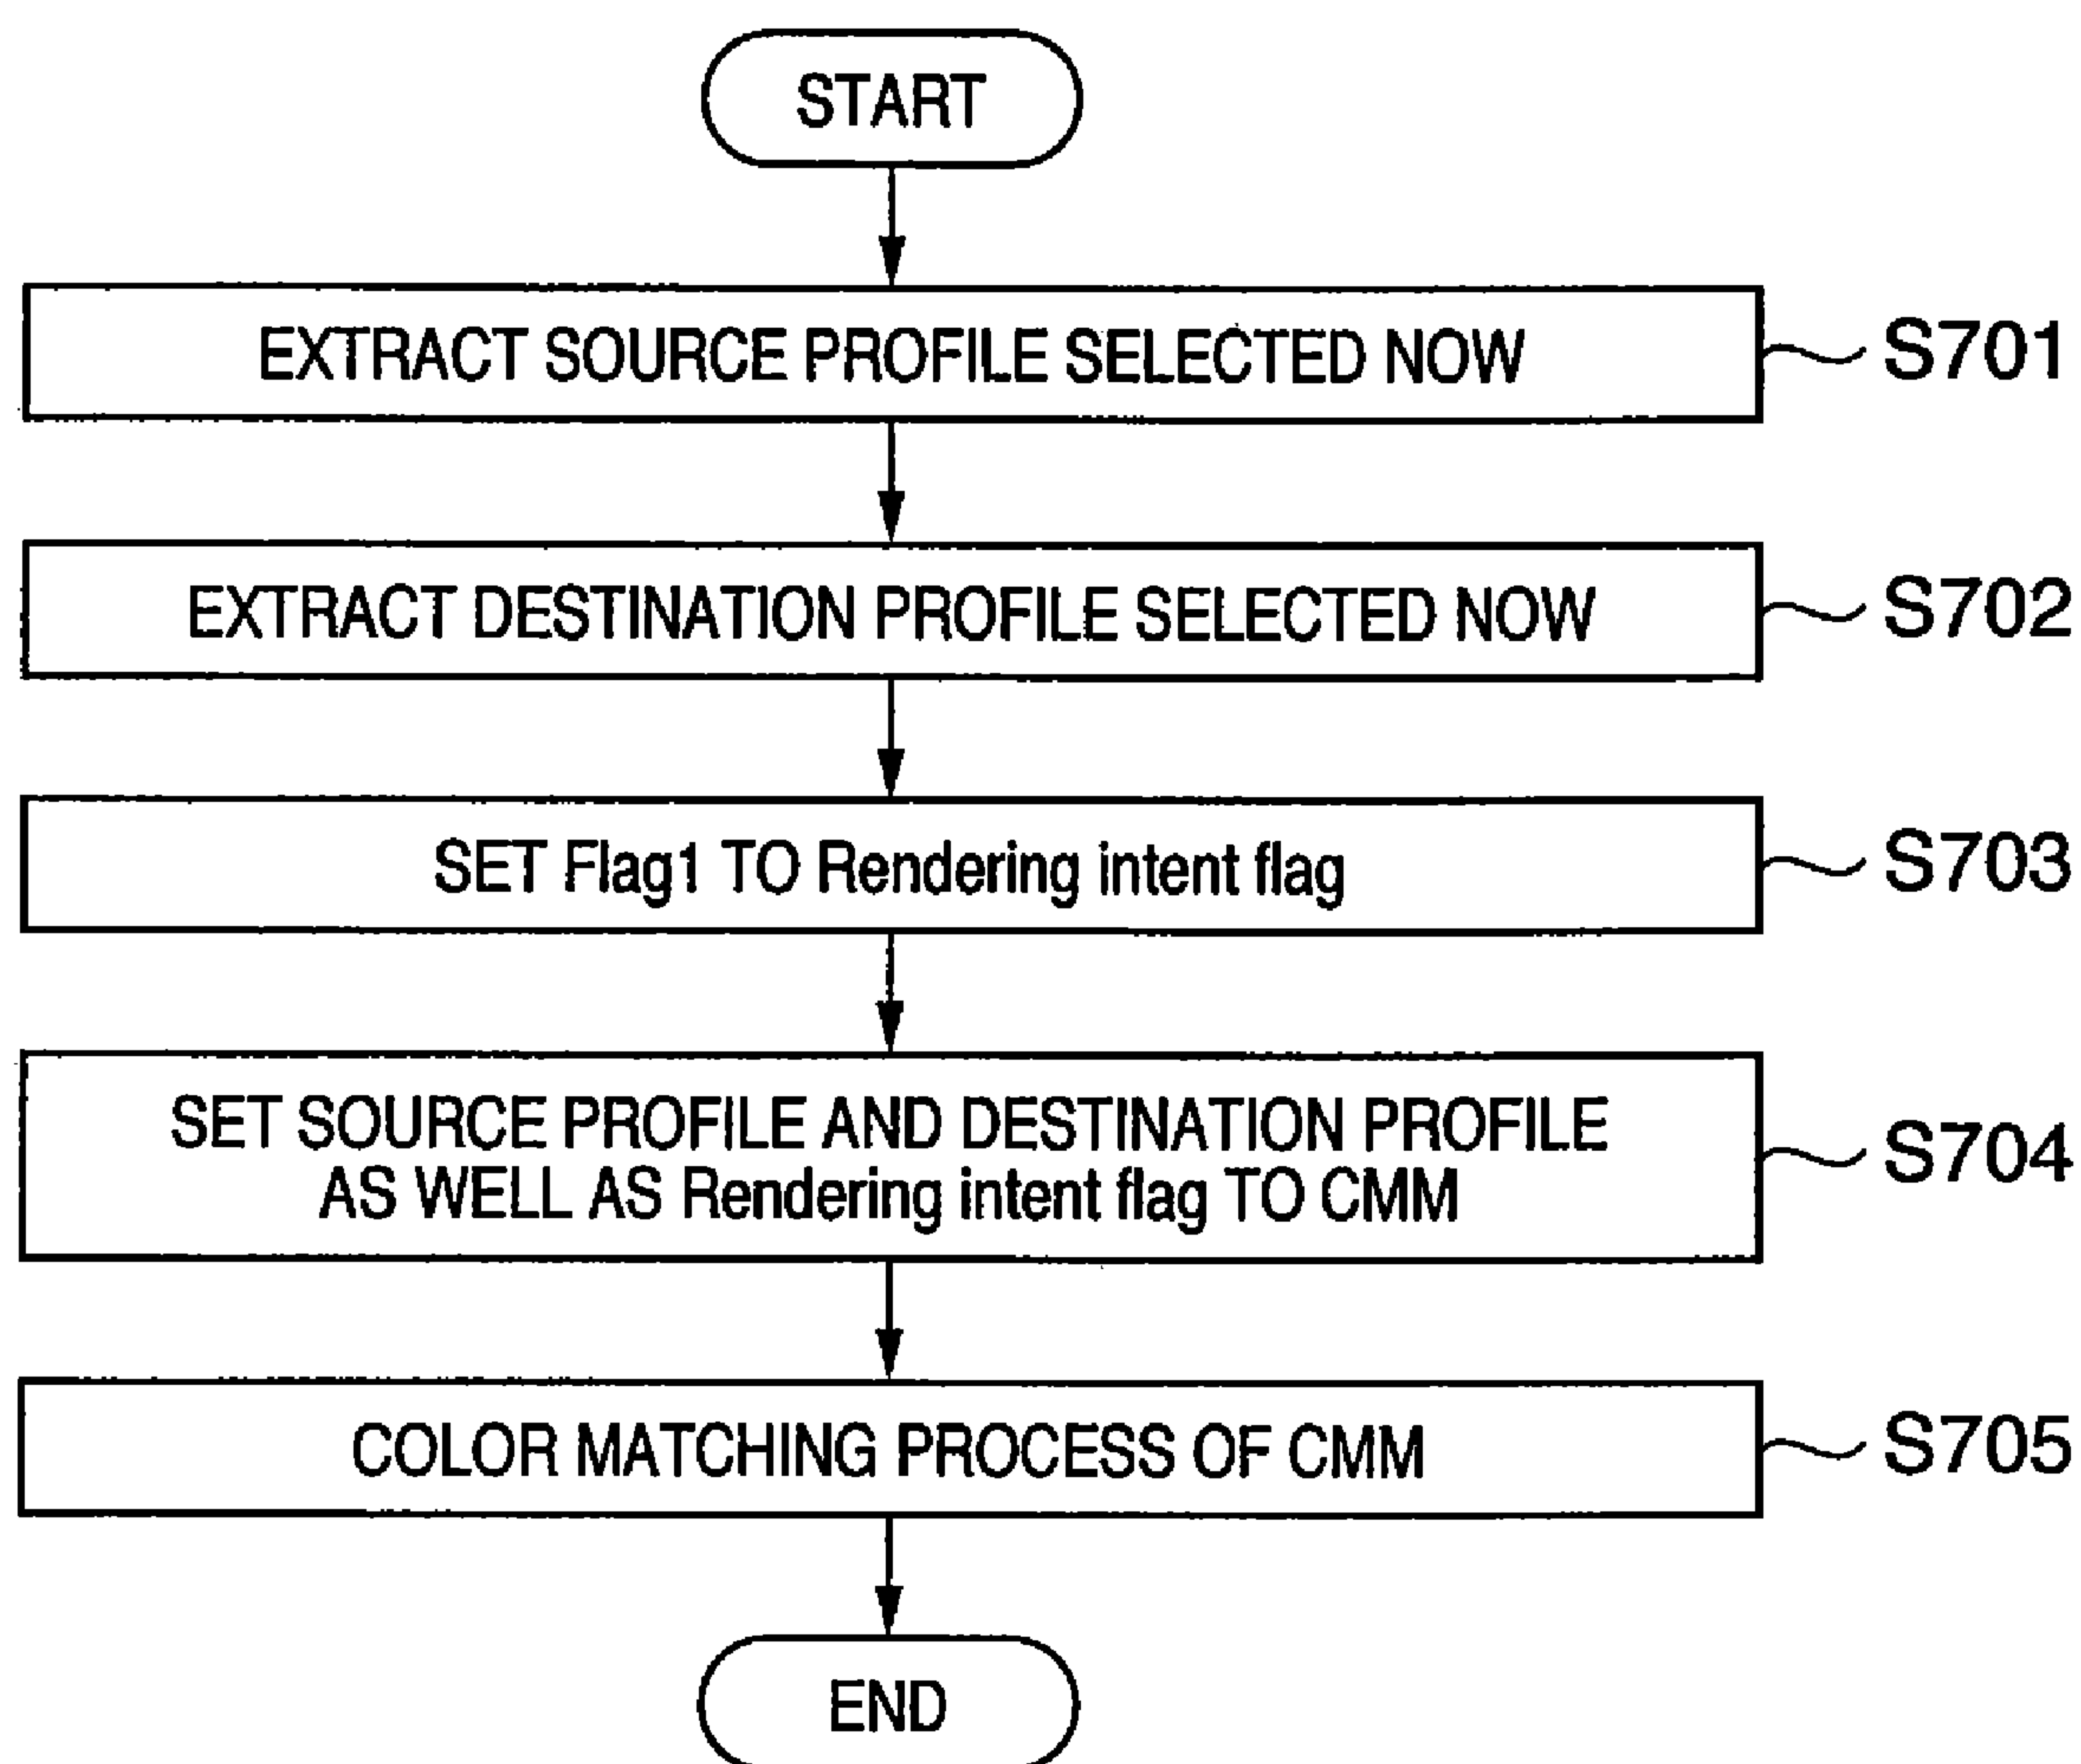 START
EXTRACT SOURCE PROFILE SELECTED NOW
S701
EXTRACT DESTINATION PROFILE SELECTED NOW
S702
SET Flag1 TO Rendering intent flag
S703
SET SOURCE PROFILE AND DESTINATION PROFILE
AS WELL AS Rendering intent flag TO CMM
S704
COLOR MATCHING PROCESS OF CMM
S705
END